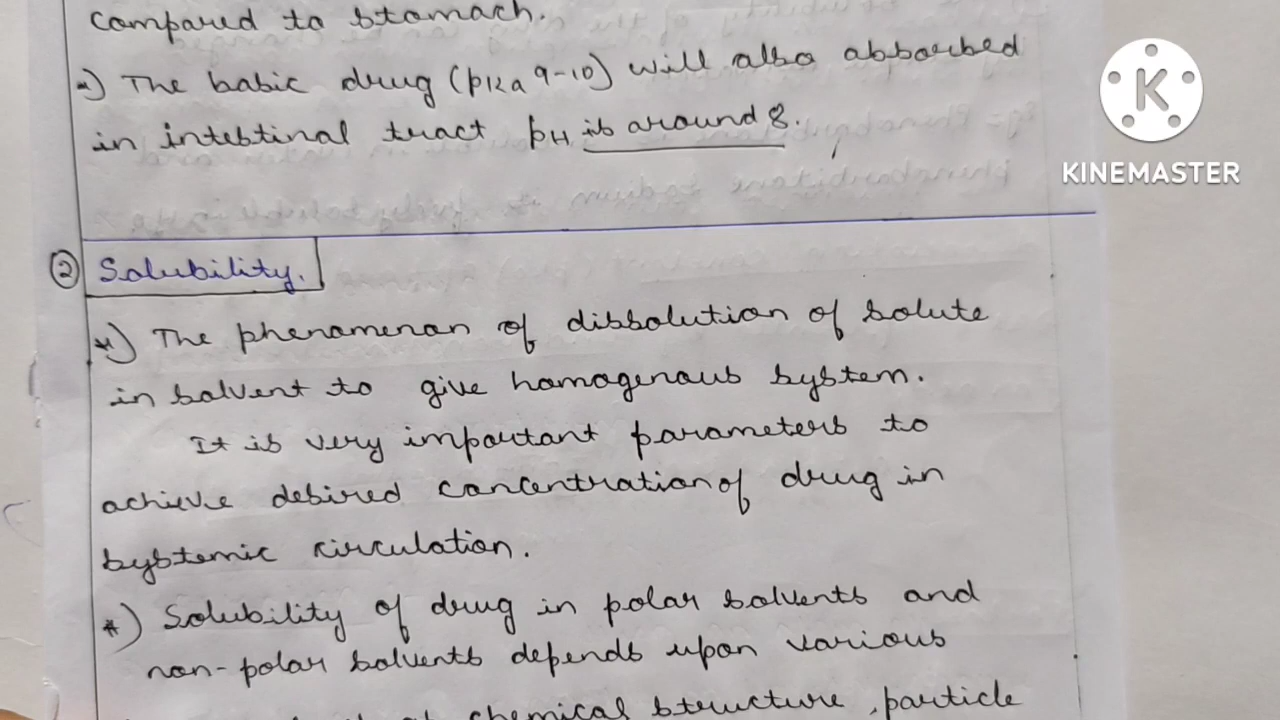 compared to stomach.
*) The basic drug (pKa 9-10) will also absorbed
in intestinal tract pH is around 8.
② Solubility.
*) The phenomenon of dissolution of solute
in solvent to give homogenous system.
It is very important parameters to
achieve desired concentration of drug in
systemic circulation.
*) Solubility of drug in polar solvents and
non-polar solvents depends upon various
chemical structure, particle
K
KINEMASTER